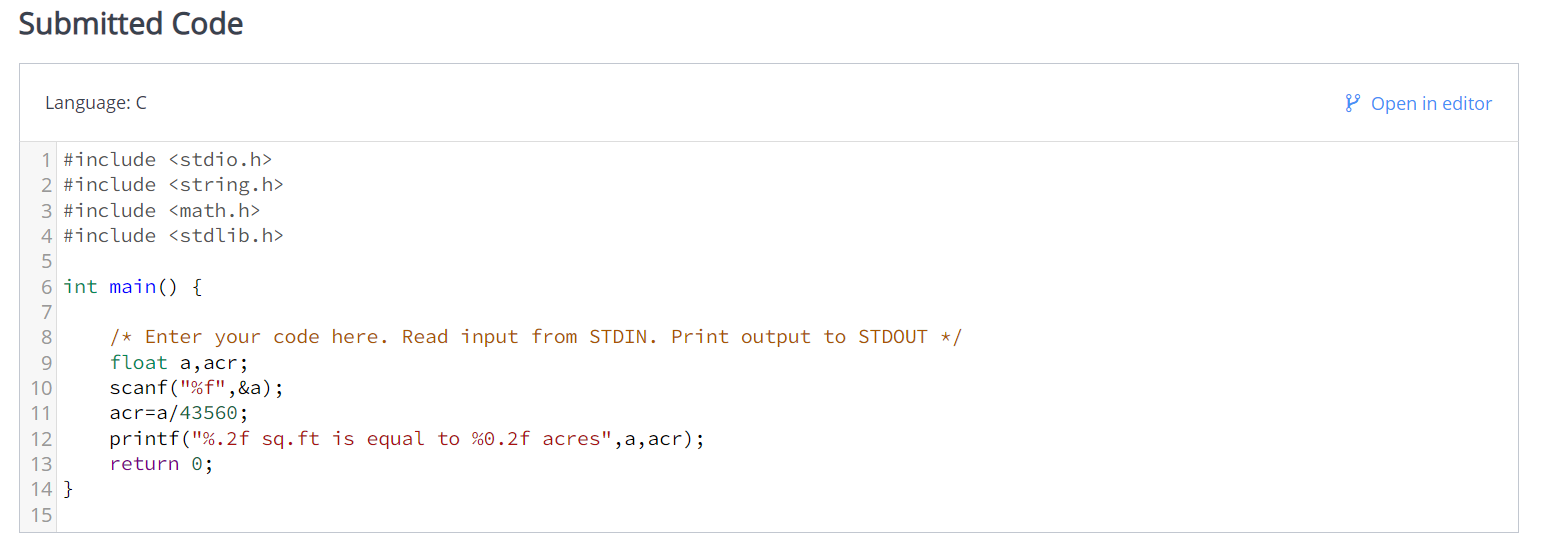 Submitted Code
Language: C
Open in editor
1 #include <stdio.h>
2 #include <string.h>
3 #include <math.h>
4 #include <stdlib.h>
5
6 int main() {
7
8     /* Enter your code here. Read input from STDIN. Print output to STDOUT */
9     float a,acr;
10     scanf("%f",&a);
11     acr=a/43560;
12     printf("%.2f sq.ft is equal to %0.2f acres",a,acr);
13     return 0;
14 }
15